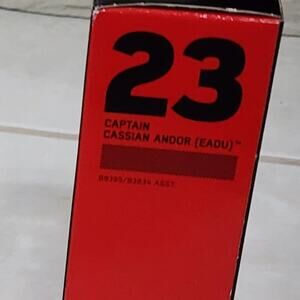 23
CAPTAIN
CASSIAN ANDOR (EADU)™
B9395/B3834 ASST.